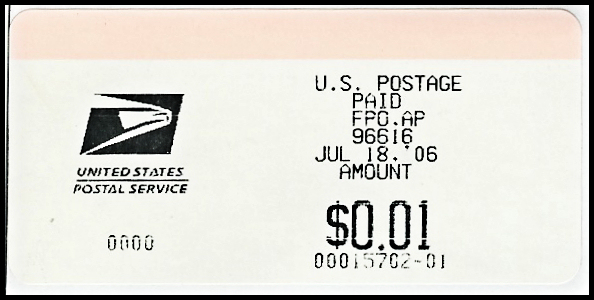 UNITED STATES
POSTAL SERVICE
0000
U.S. POSTAGE
PAID
FPO.AP
96616
JUL 18.'06
AMOUNT
$0.01
00015702-01